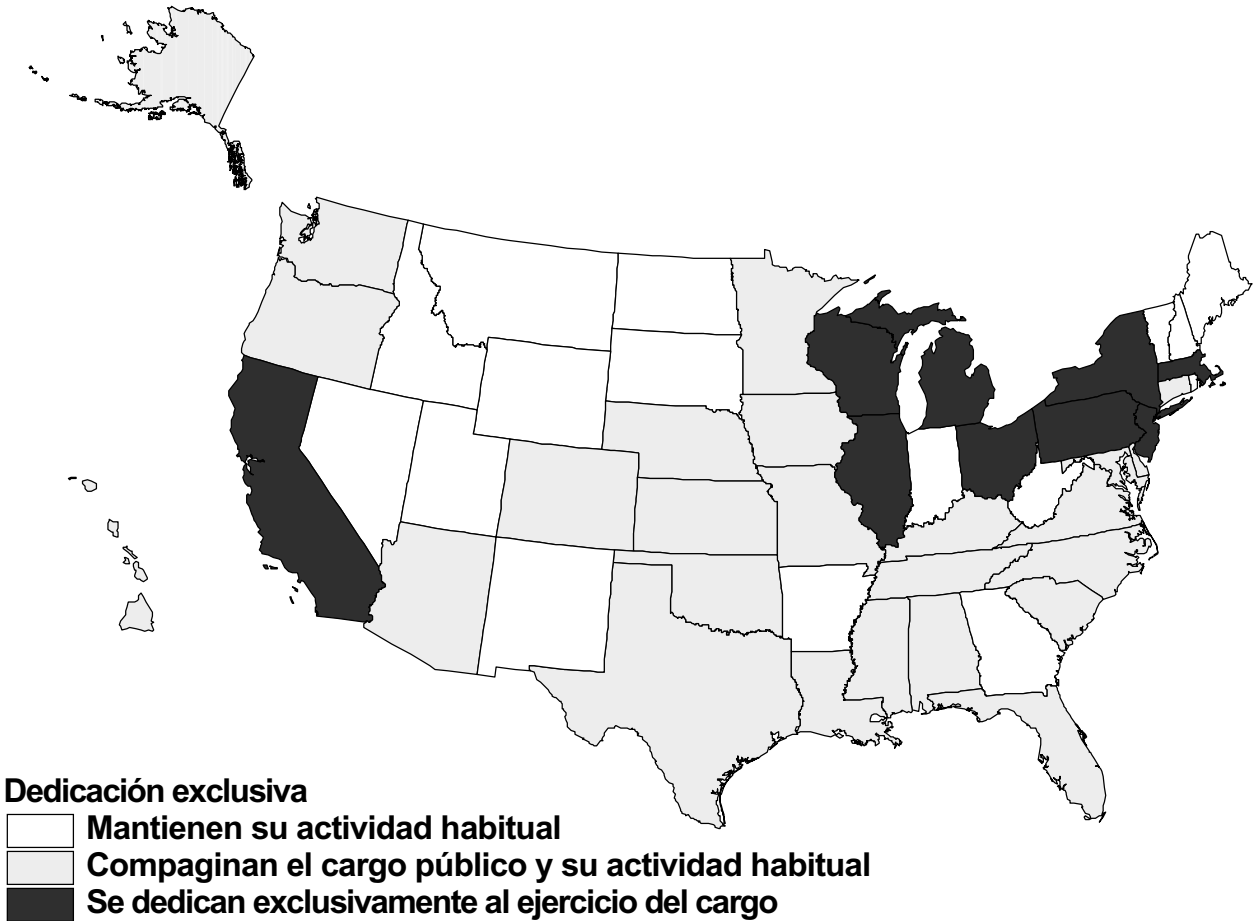 Dedicación exclusiva
Mantienen su actividad habitual
Compaginan el cargo público y su actividad habitual
Se dedican exclusivamente al ejercicio del cargo